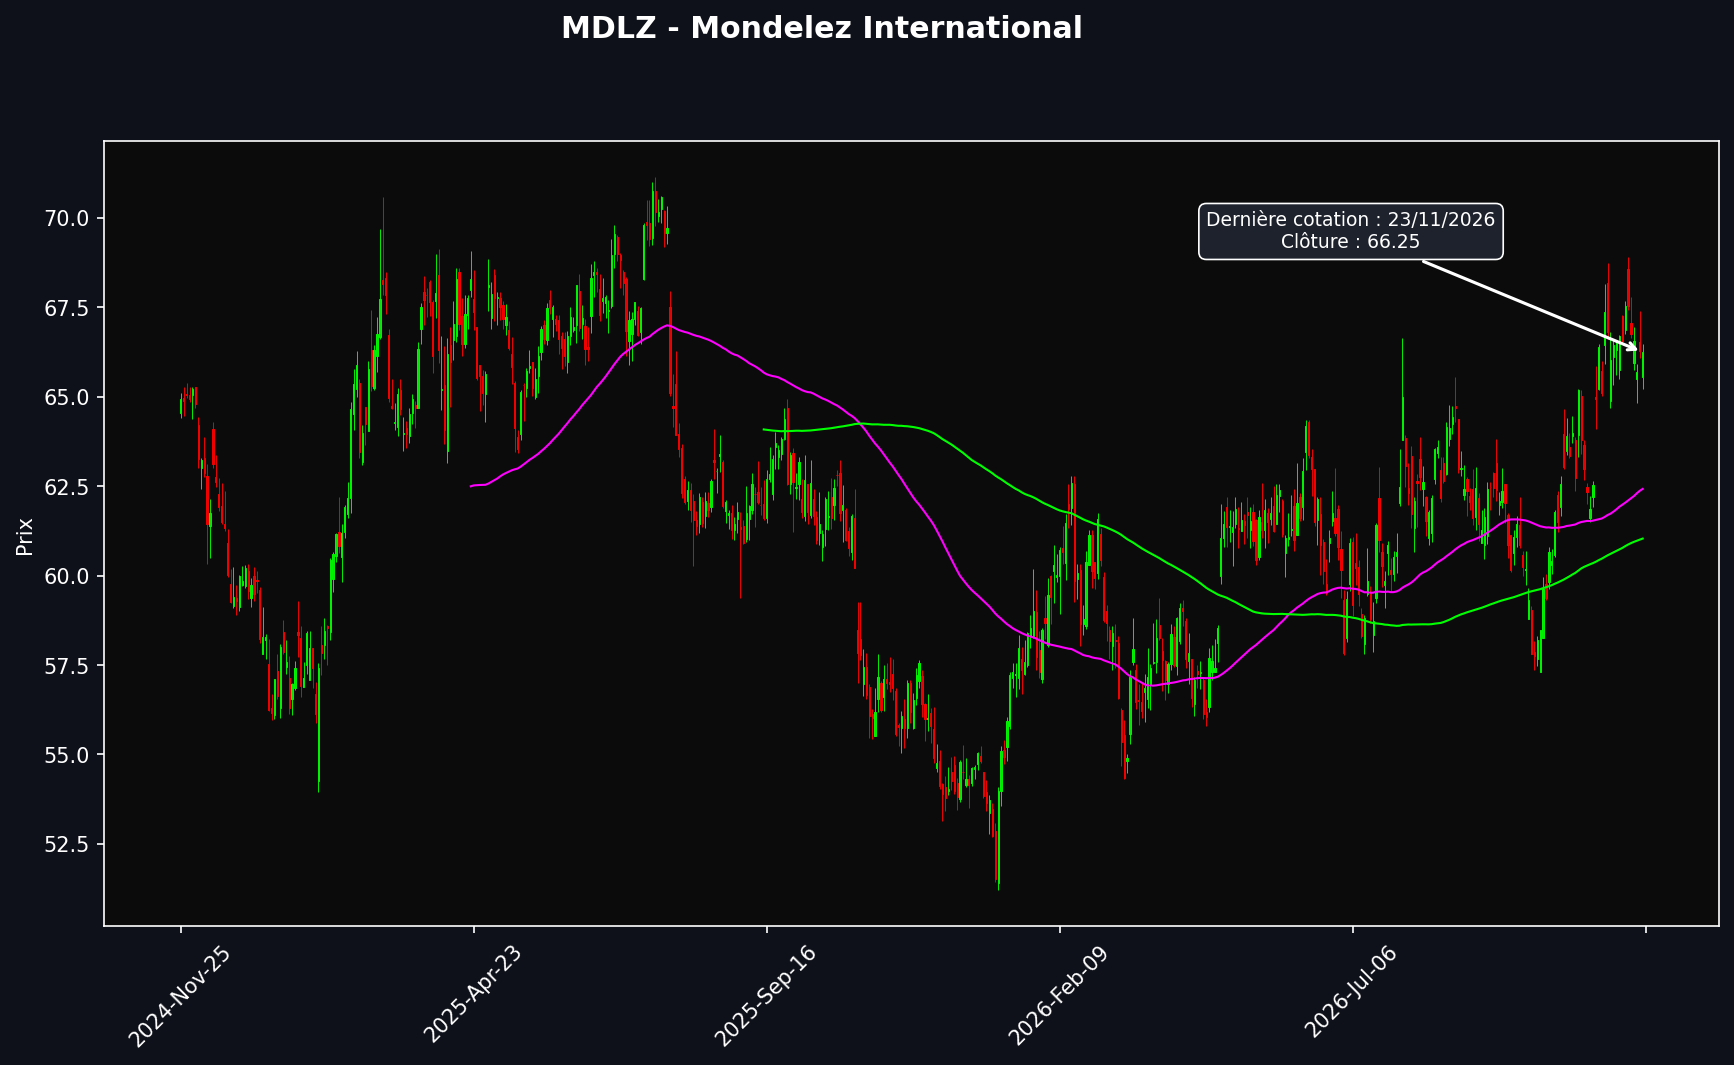 MDLZ - Mondelez International
Dernière cotation : 23/11/2026
Clôture : 66.25
Prix
70.0
67.5
65.0
62.5
60.0
57.5
55.0
52.5
2024-Nov-25
2025-Apr-23
2025-Sep-16
2026-Feb-09
2026-Jul-06